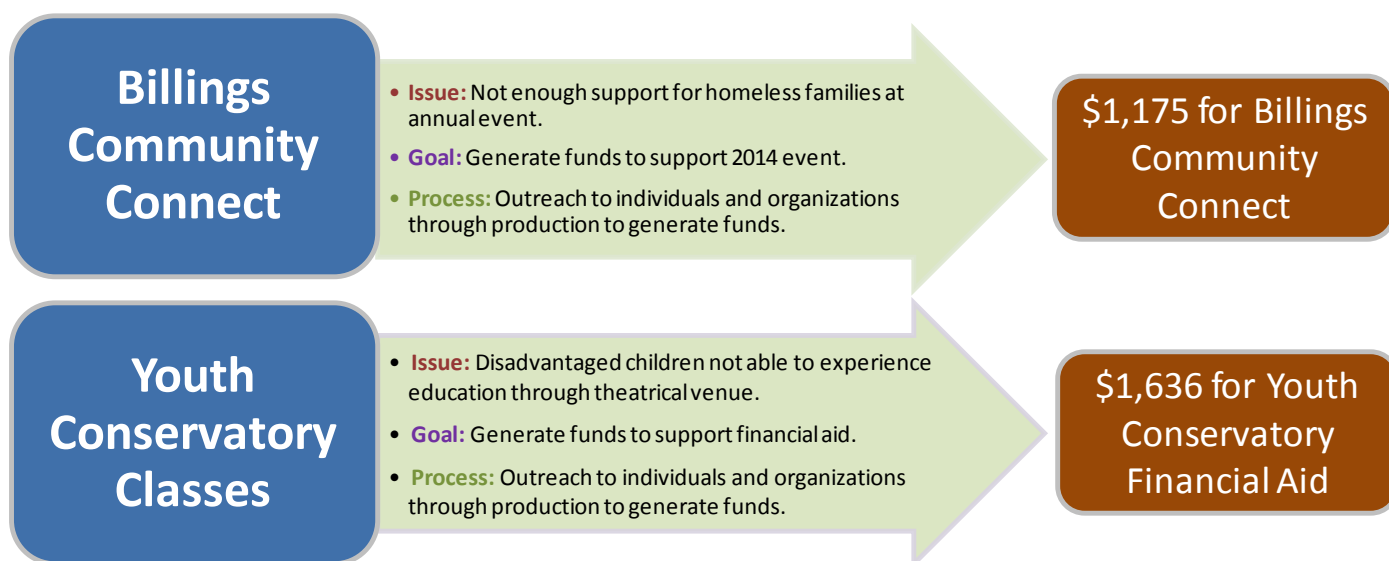 Billings
Community
Connect
• Issue: Not enough support for homeless families at
annual event.
• Goal: Generate funds to support 2014 event.
• Process: Outreach to individuals and organizations
through production to generate funds.
$1,175 for Billings
Community
Connect
Youth
Conservatory
Classes
• Issue: Disadvantaged children not able to experience
education through theatrical venue.
• Goal: Generate funds to support financial aid.
• Process: Outreach to individuals and organizations
through production to generate funds.
$1,636 for Youth
Conservatory
Financial Aid